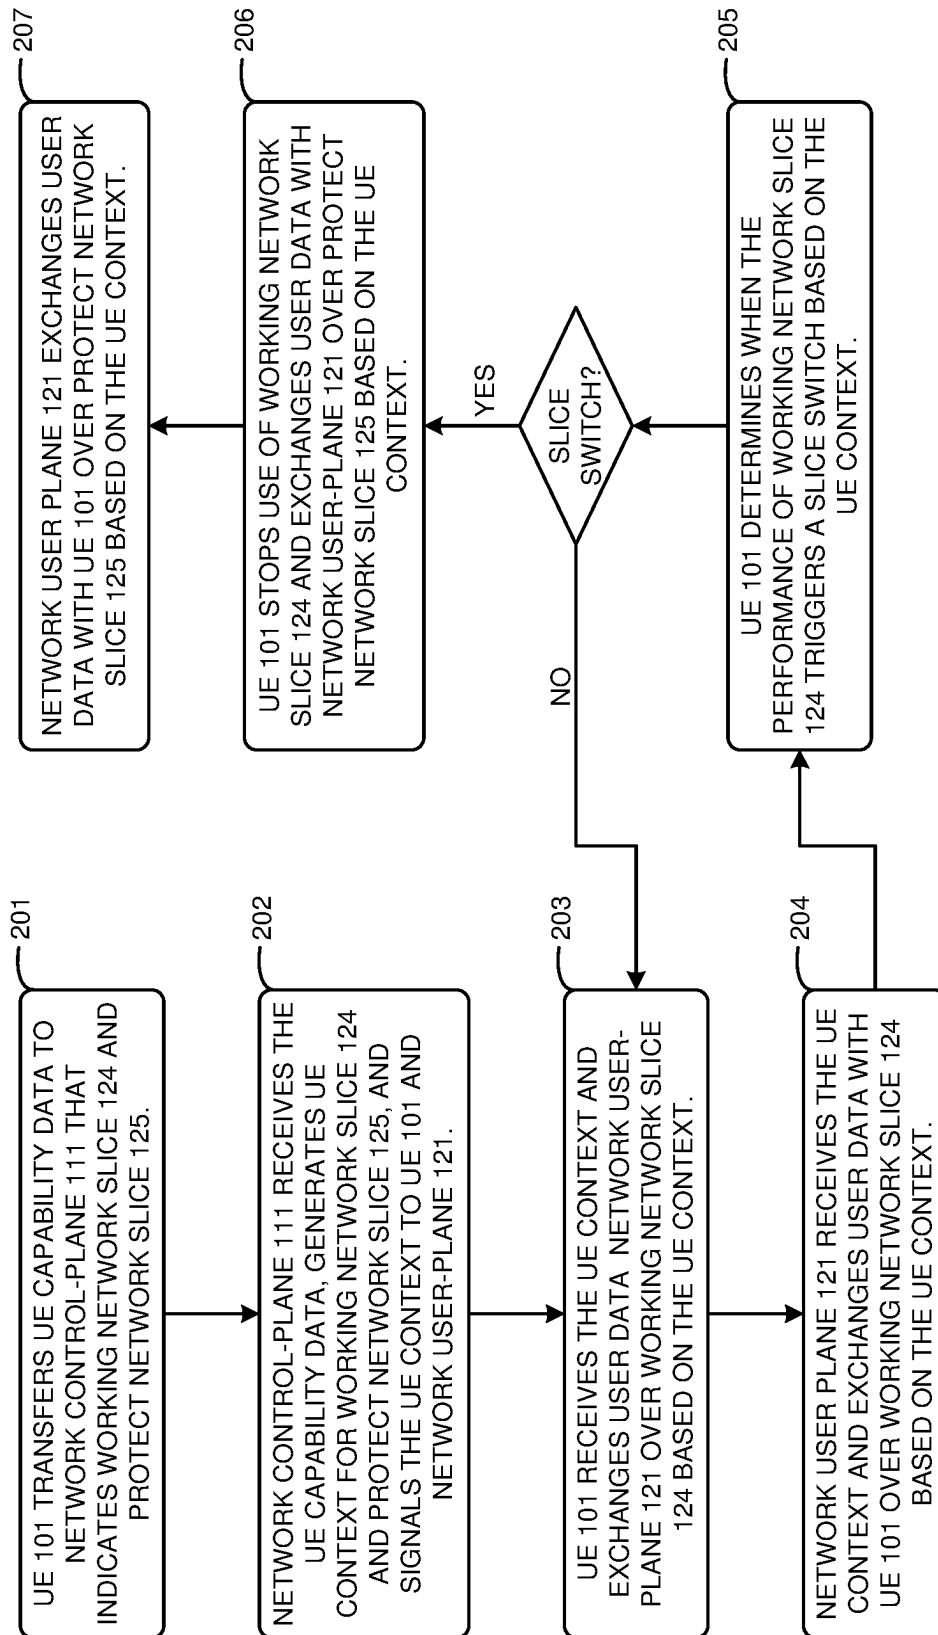 201
UE 101 TRANSFERS UE CAPABILITY DATA TO
NETWORK CONTROL-PLANE 111 THAT
INDICATES WORKING NETWORK SLICE 124 AND
PROTECT NETWORK SLICE 125.
202
NETWORK CONTROL-PLANE 111 RECEIVES THE
UE CAPABILITY DATA, GENERATES UE
CONTEXT FOR WORKING NETWORK SLICE 124
AND PROTECT NETWORK SLICE 125, AND
SIGNALS THE UE CONTEXT TO UE 101 AND
NETWORK USER-PLANE 121.
203
UE 101 RECEIVES THE UE CONTEXT AND
EXCHANGES USER DATA NETWORK USER-
PLANE 121 OVER WORKING NETWORK SLICE
124 BASED ON THE UE CONTEXT.
204
NETWORK USER PLANE 121 RECEIVES THE UE
CONTEXT AND EXCHANGES USER DATA WITH
UE 101 OVER WORKING NETWORK SLICE 124
BASED ON THE UE CONTEXT.
205
UE 101 DETERMINES WHEN THE
PERFORMANCE OF WORKING NETWORK SLICE
124 TRIGGERS A SLICE SWITCH BASED ON THE
UE CONTEXT.
SLICE
SWITCH?
NO
YES
206
UE 101 STOPS USE OF WORKING NETWORK
SLICE 124 AND EXCHANGES USER DATA WITH
NETWORK USER-PLANE 121 OVER PROTECT
NETWORK SLICE 125 BASED ON THE UE
CONTEXT.
207
NETWORK USER PLANE 121 EXCHANGES USER
DATA WITH UE 101 OVER PROTECT NETWORK
SLICE 125 BASED ON THE UE CONTEXT.